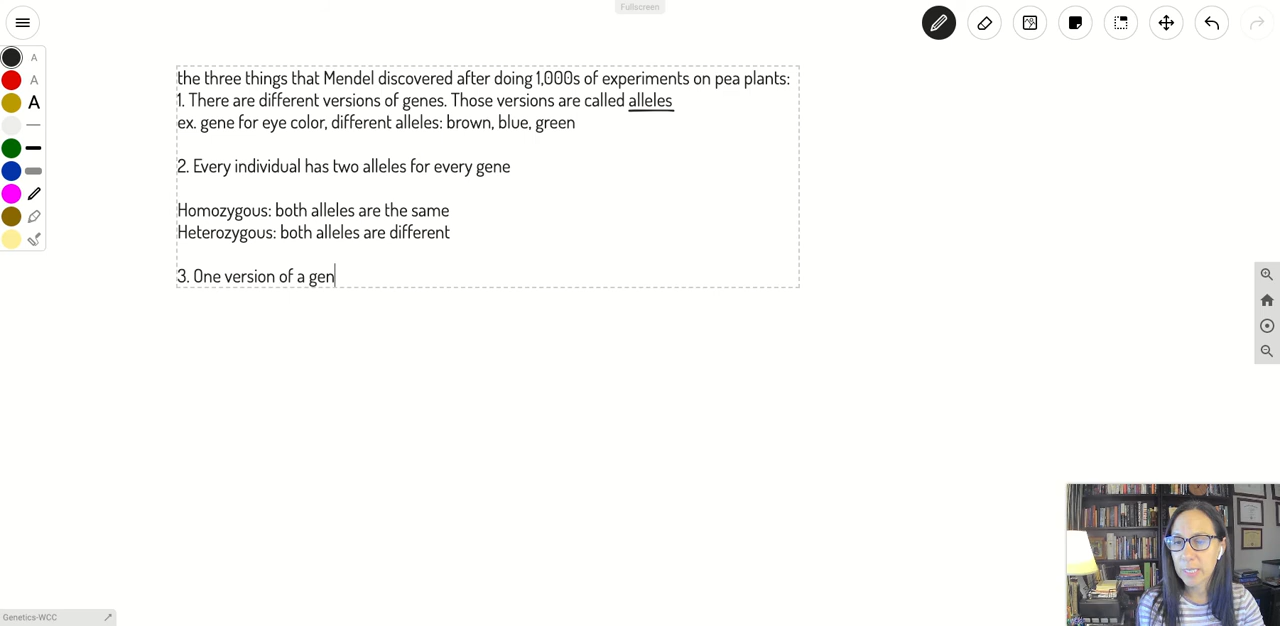 Fullscreen
A
A
A
the three things that Mendel discovered after doing 1,000s of experiments on pea plants:
1. There are different versions of genes. Those versions are called alleles
ex. gene for eye color, different alleles: brown, blue, green
2. Every individual has two alleles for every gene
Homozygous: both alleles are the same
Heterozygous: both alleles are different
3. One version of a gen
Genetics-WCC